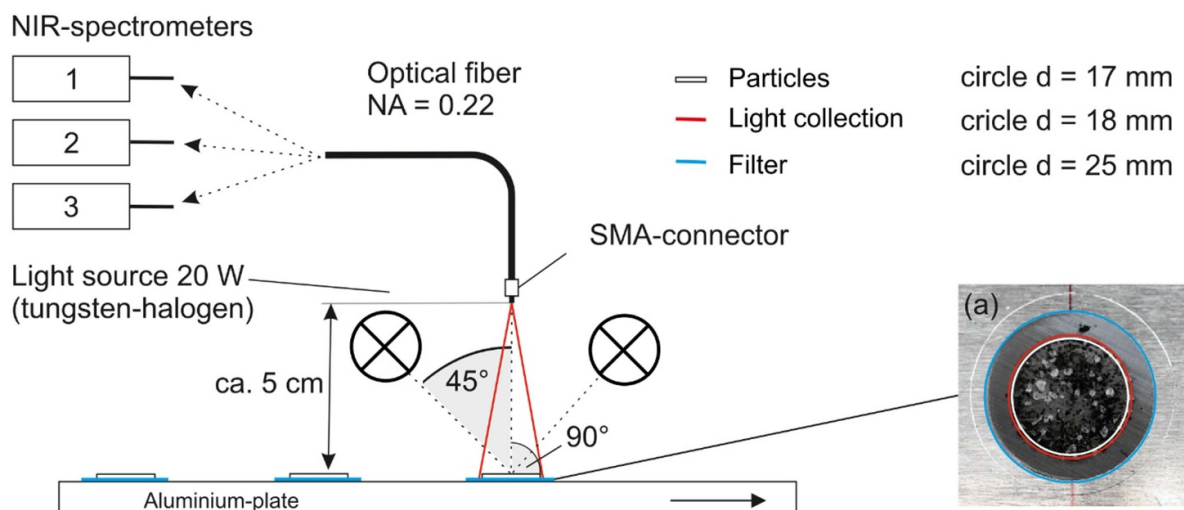 NIR-spectrometers
1
2
3
Optical fiber
NA = 0.22
Particles
circle d = 17 mm
Light collection
cricle d = 18 mm
Filter
circle d = 25 mm
SMA-connector
Light source 20 W
(tungsten-halogen)
ca. 5 cm
45°
90°
(a)
Aluminium-plate